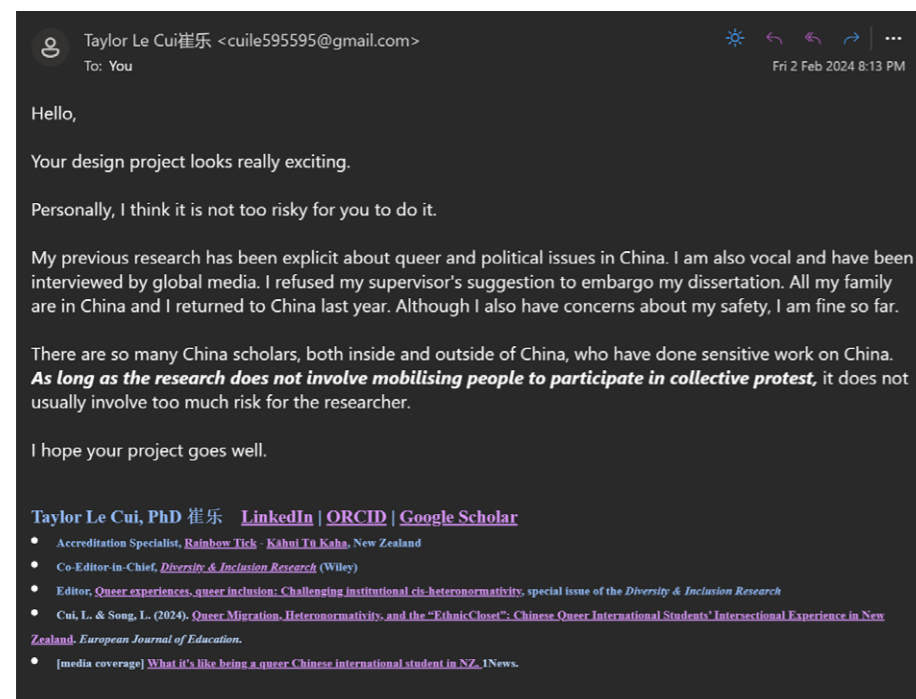 Taylor Le Cui崔乐 <cuile595595@gmail.com>
To: You
Fri 2 Feb 2024 8:13 PM
Hello,
Your design project looks really exciting.
Personally, I think it is not too risky for you to do it.
My previous research has been explicit about queer and political issues in China. I am also vocal and have been
interviewed by global media. I refused my supervisor's suggestion to embargo my dissertation. All my family
are in China and I returned to China last year. Although I also have concerns about my safety, I am fine so far.
There are so many China scholars, both inside and outside of China, who have done sensitive work on China.
As long as the research does not involve mobilising people to participate in collective protest, it does not
usually involve too much risk for the researcher.
I hope your project goes well.
Taylor Le Cui, PhD 崔乐 LinkedIn | ORCID | Google Scholar
Accreditation Specialist, Rainbow Tick - Kāhui Tū Kaha, New Zealand
Co-Editor-in-Chief, Diversity & Inclusion Research (Wiley)
Editor, Queer experiences, queer inclusion: Challenging institutional cis-heteronormativity, special issue of the Diversity & Inclusion Research
Cui, L. & Song, L. (2024). Queer Migration, Heteronormativity, and the “EthnicCloset”: Chinese Queer International Students’ Intersectional Experience in New
Zealand. European Journal of Education.
[media coverage] What it's like being a queer Chinese international student in NZ. 1News.